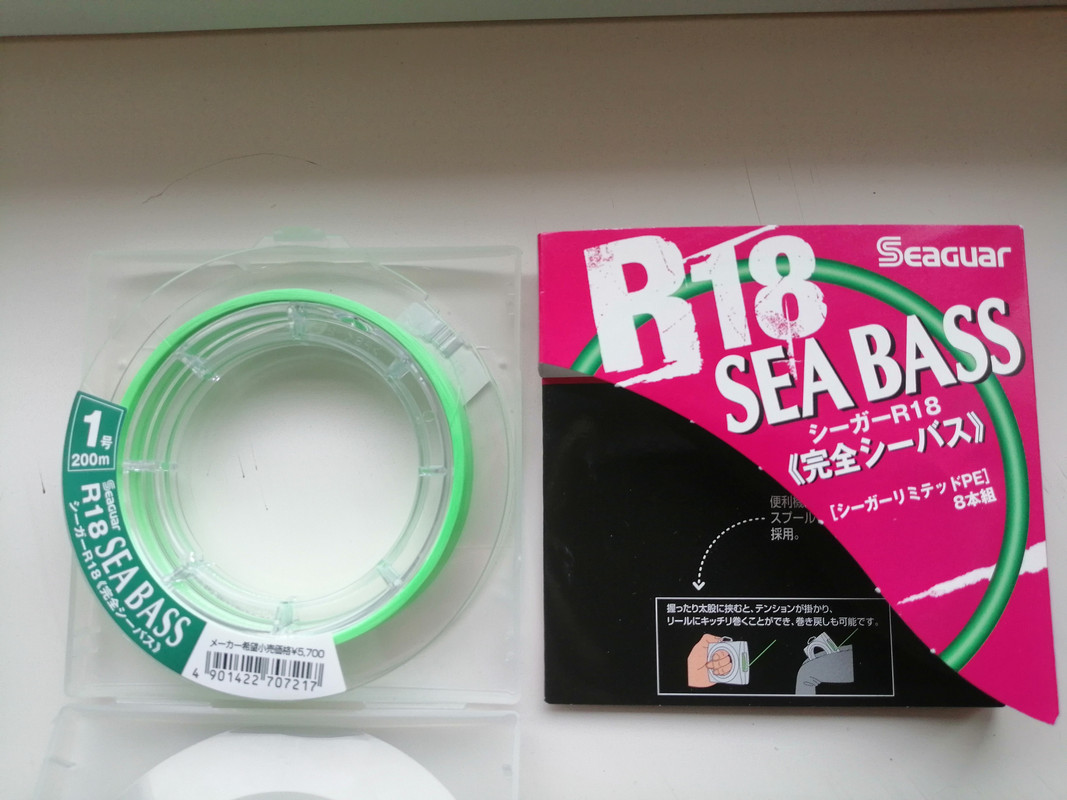 1号
200m
Seaguar
R18 SEA BASS
シーガーR18《完全シーバス》
メーカー希望小売価格¥5,700
4 901422 707217
R18
Seaguar
SEA BASS
シーガーR18
《完全シーバス》
[シーガーリミテッドPE]
8本組
便利機
スプール
採用。
握ったり太股に挟むと、テンションが掛かり、
リールにキッチリ巻くことができ、巻き戻しも可能です。